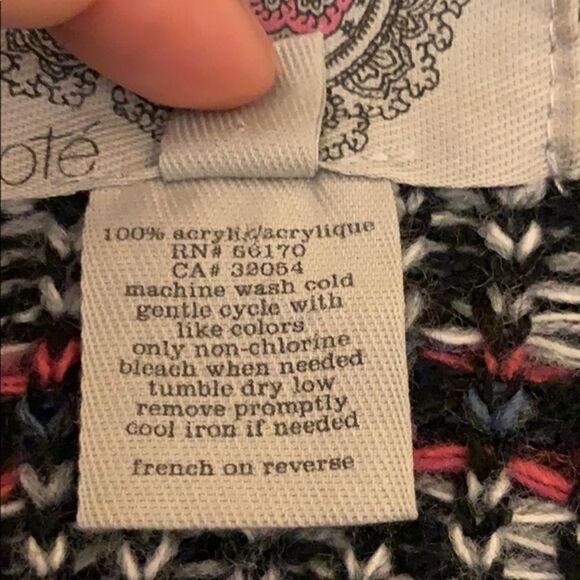 oté
100% acrylic/acrylique
RN# 66170
CA# 32054
machine wash cold
gentle cycle with
like colors
only non-chlorine
bleach when needed
tumble dry low
remove promptly
cool iron if needed
french on reverse